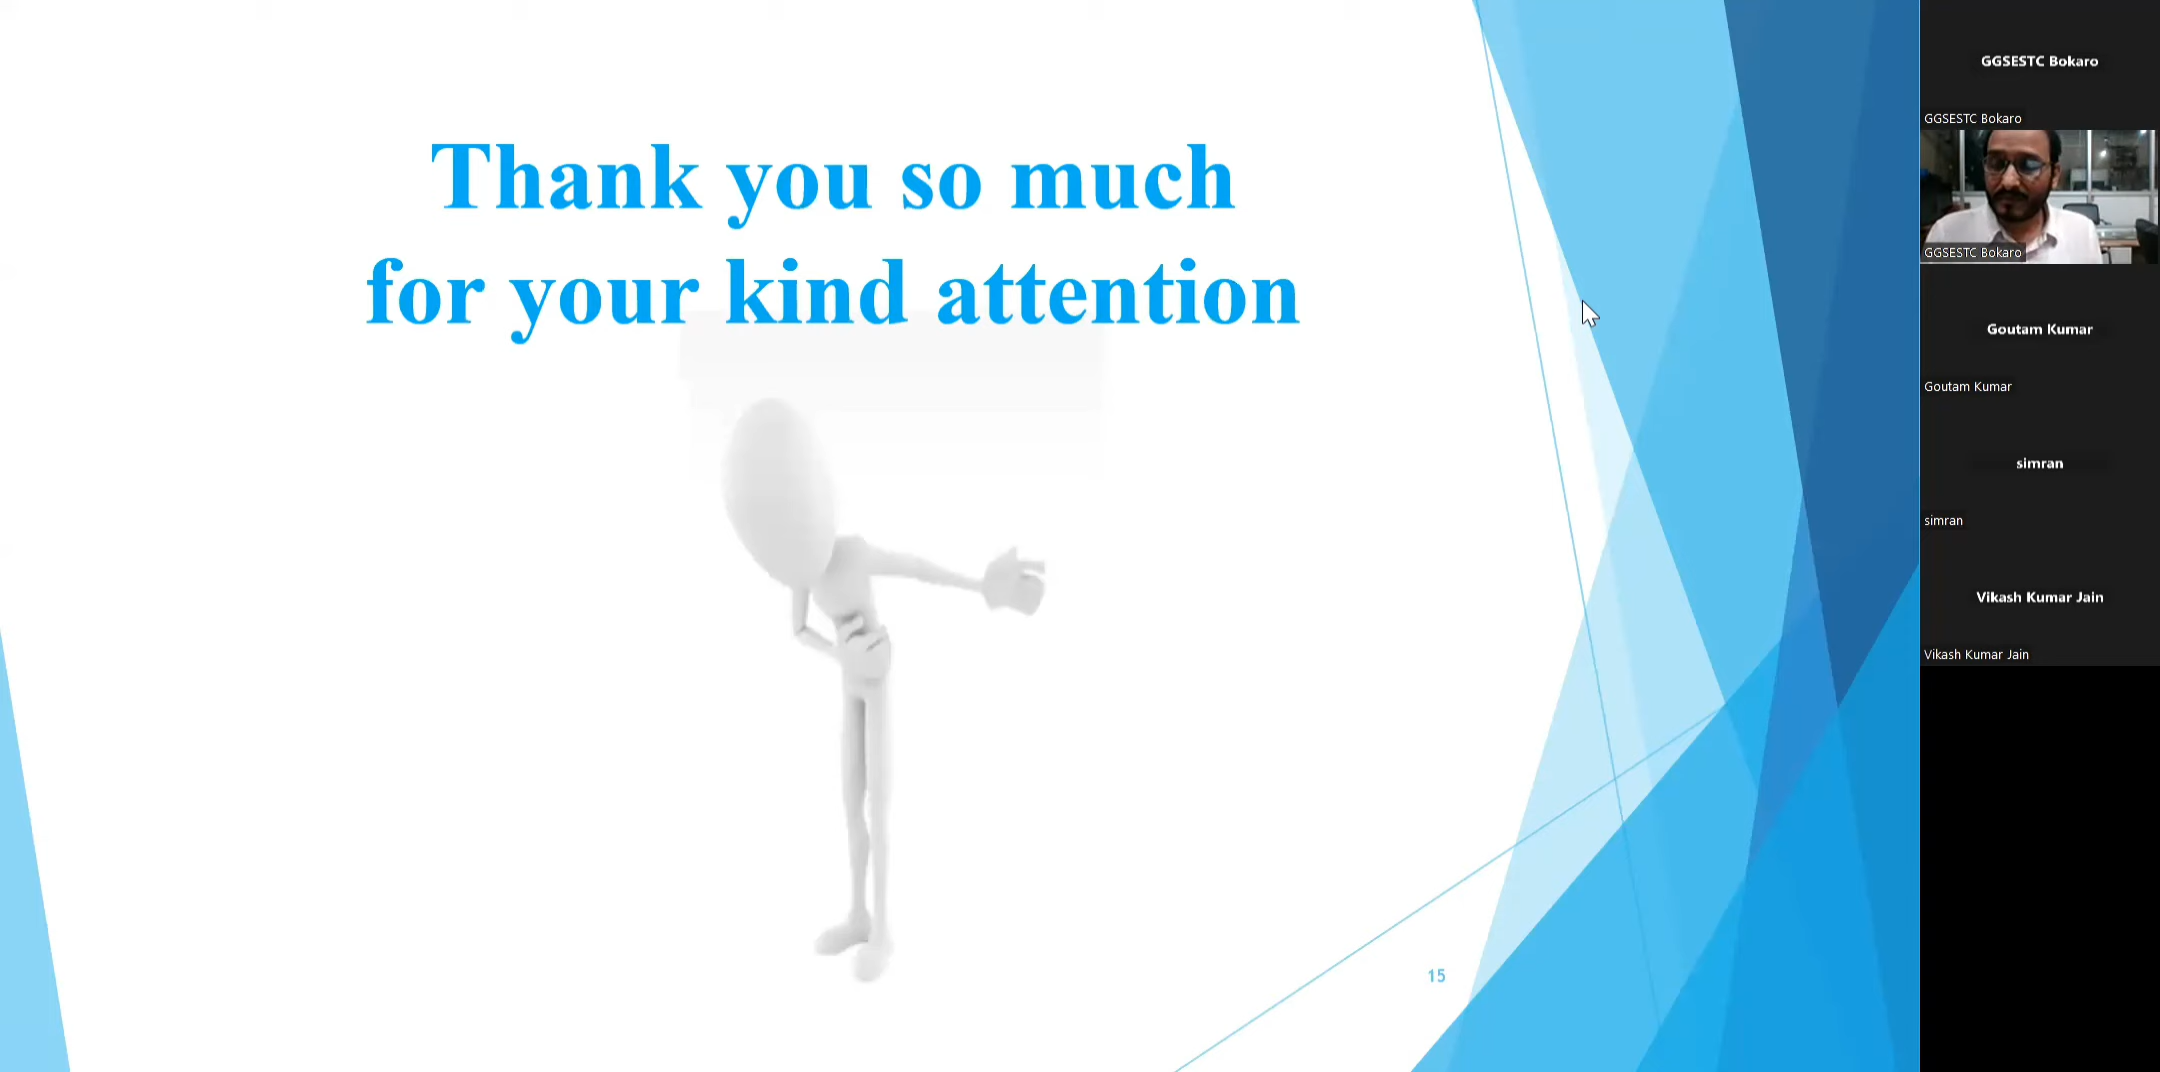 Thank you so much
for your kind attention
15
GGSESTC Bokaro
GGSESTC Bokaro
GGSESTC Bokaro
Goutam Kumar
Goutam Kumar
simran
simran
Vikash Kumar Jain
Vikash Kumar Jain